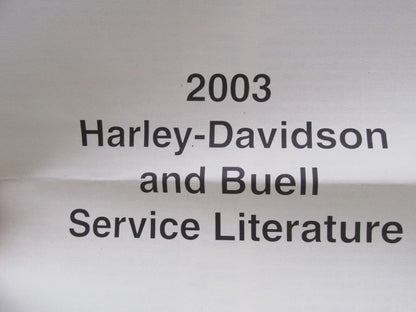 2003
Harley-Davidson
and Buell
Service Literature